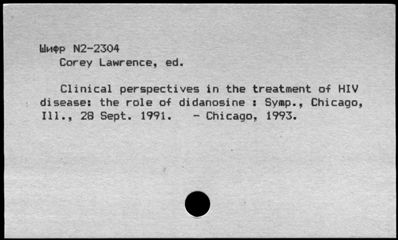 Шифр N2-2304
Corey Lawrence, ed.
Clinical perspectives in the treatment of HIV
disease: the role of didanosine : Symp., Chicago,
Ill., 28 Sept. 1991. - Chicago, 1993.